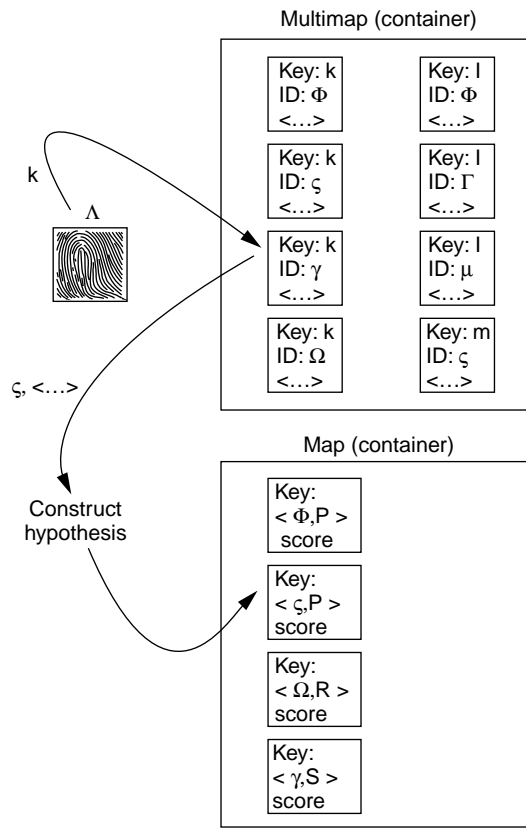 Multimap (container)
Key: k
ID: Φ
<...>
Key: l
ID: Φ
<...>
Key: k
ID: ς
<...>
Key: l
ID: Γ
<...>
Key: k
ID: γ
<...>
Key: l
ID: μ
<...>
Key: k
ID: Ω
<...>
Key: m
ID: ς
<...>
k
Λ
ς, <...>
Construct
hypothesis
Map (container)
Key:
< Φ,P >
score
Key:
< ς,P >
score
Key:
< Ω,R >
score
Key:
< γ,S >
score